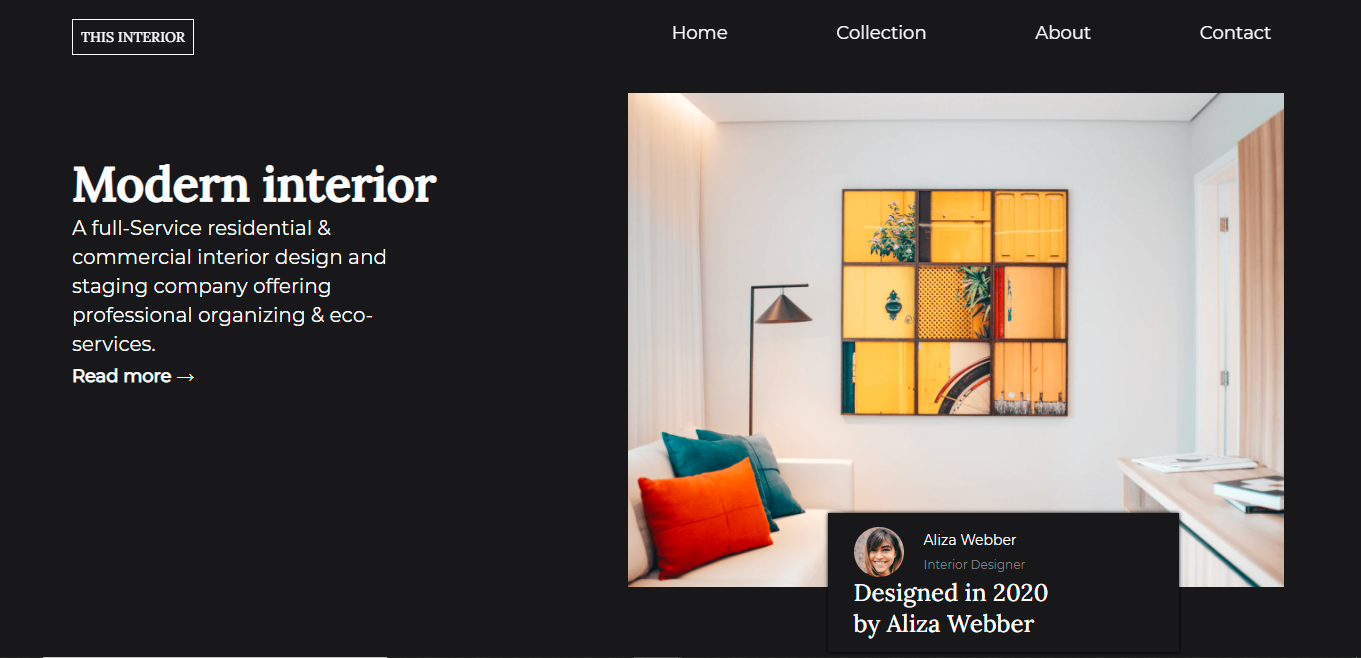 THIS INTERIOR
Home
Collection
About
Contact
Modern interior
A full-Service residential &
commercial interior design and
staging company offering
professional organizing & eco-
services.
Read more →
Aliza Webber
Interior Designer
Designed in 2020
by Aliza Webber